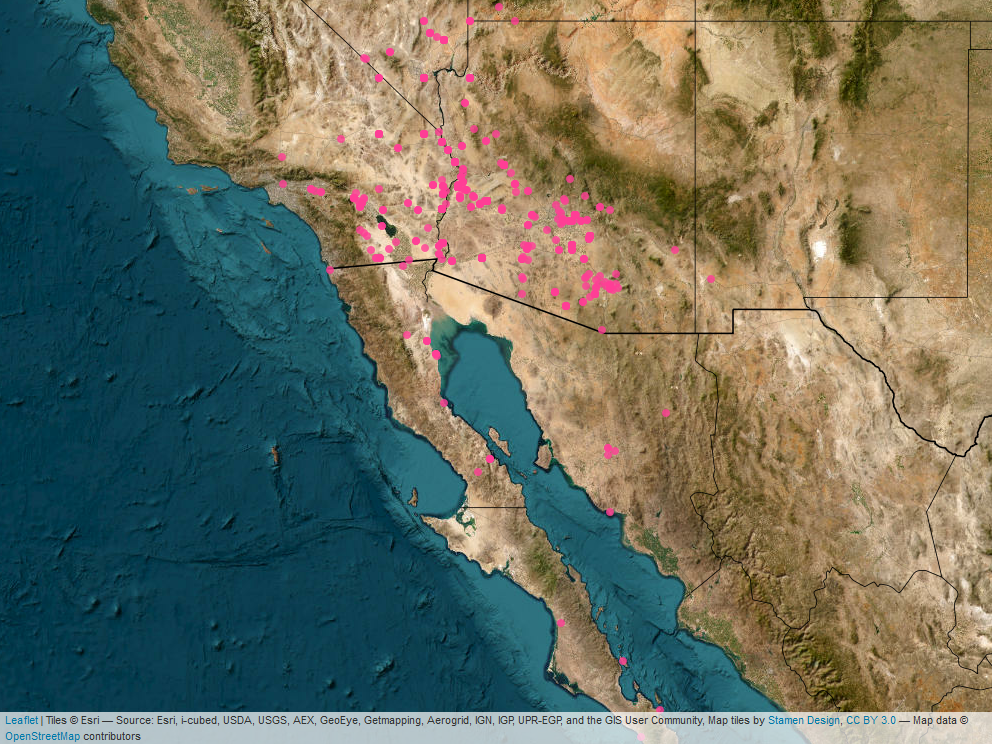 Leaflet | Tiles © Esri — Source: Esri, i-cubed, USDA, USGS, AEX, GeoEye, Getmapping, Aerogrid, IGN, IGP, UPR-EGP, and the GIS User Community, Map tiles by Stamen Design, CC BY 3.0 — Map data ©
OpenStreetMap contributors